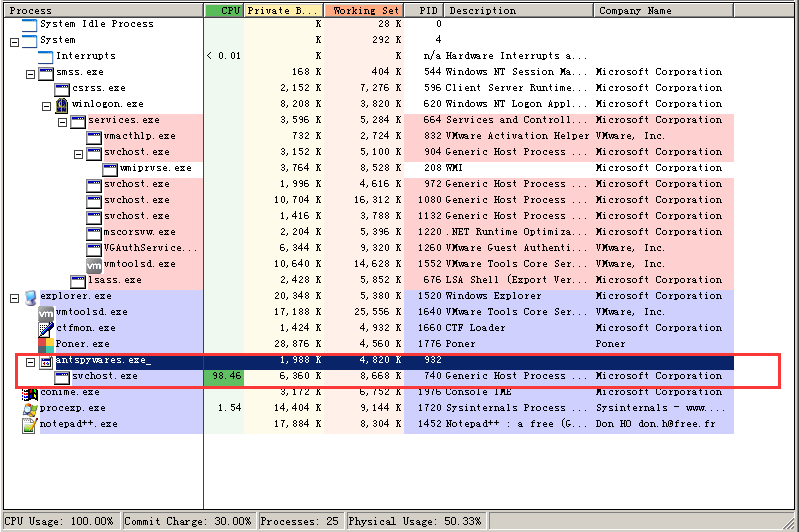 Process CPU Private B... Working Set PID Description Company Name
System Idle Process K 28 K 0
System K 292 K 4
Interrupts < 0.01 K K n/a Hardware Interrupts a...
smss.exe 168 K 404 K 544 Windows NT Session Ma... Microsoft Corporation
csrss.exe 2,152 K 7,276 K 596 Client Server Runtime... Microsoft Corporation
winlogon.exe 8,208 K 3,820 K 620 Windows NT Logon Appl... Microsoft Corporation
services.exe 3,596 K 5,284 K 664 Services and Controll... Microsoft Corporation
vmacthlp.exe 732 K 2,724 K 832 VMware Activation Helper VMware, Inc.
svchost.exe 3,152 K 5,100 K 904 Generic Host Process ... Microsoft Corporation
wmiprvse.exe 3,764 K 8,528 K 208 WMI Microsoft Corporation
svchost.exe 1,996 K 4,616 K 972 Generic Host Process ... Microsoft Corporation
svchost.exe 10,704 K 16,312 K 1080 Generic Host Process ... Microsoft Corporation
svchost.exe 1,416 K 3,788 K 1132 Generic Host Process ... Microsoft Corporation
mscorsvw.exe 2,204 K 5,396 K 1220 .NET Runtime Optimiza... Microsoft Corporation
VGAuthService... 6,344 K 9,320 K 1260 VMware Guest Authenti... VMware, Inc.
vmtoolsd.exe 10,640 K 14,628 K 1552 VMware Tools Core Ser... VMware, Inc.
lsass.exe 2,428 K 5,852 K 676 LSA Shell (Export Ver... Microsoft Corporation
explorer.exe 20,348 K 5,380 K 1520 Windows Explorer Microsoft Corporation
vmtoolsd.exe 17,188 K 25,556 K 1640 VMware Tools Core Ser... VMware, Inc.
ctfmon.exe 1,424 K 4,932 K 1660 CTF Loader Microsoft Corporation
Poner.exe 28,876 K 4,560 K 1776 Poner Poner
antspywares.exe_ 1,988 K 4,820 K 932
svchost.exe 98.46 6,360 K 8,668 K 740 Generic Host Process ... Microsoft Corporation
conime.exe 3,172 K 6,752 K 1976 Console IME Microsoft Corporation
procexp.exe 1.54 14,404 K 9,144 K 1720 Sysinternals Process ... Sysinternals - www....
notepad++.exe 17,884 K 8,304 K 1452 Notepad++ : a free (G... Don HO don.h@free.fr
vm
vm
CPU Usage: 100.00% Commit Charge: 30.00% Processes: 25 Physical Usage: 50.33%